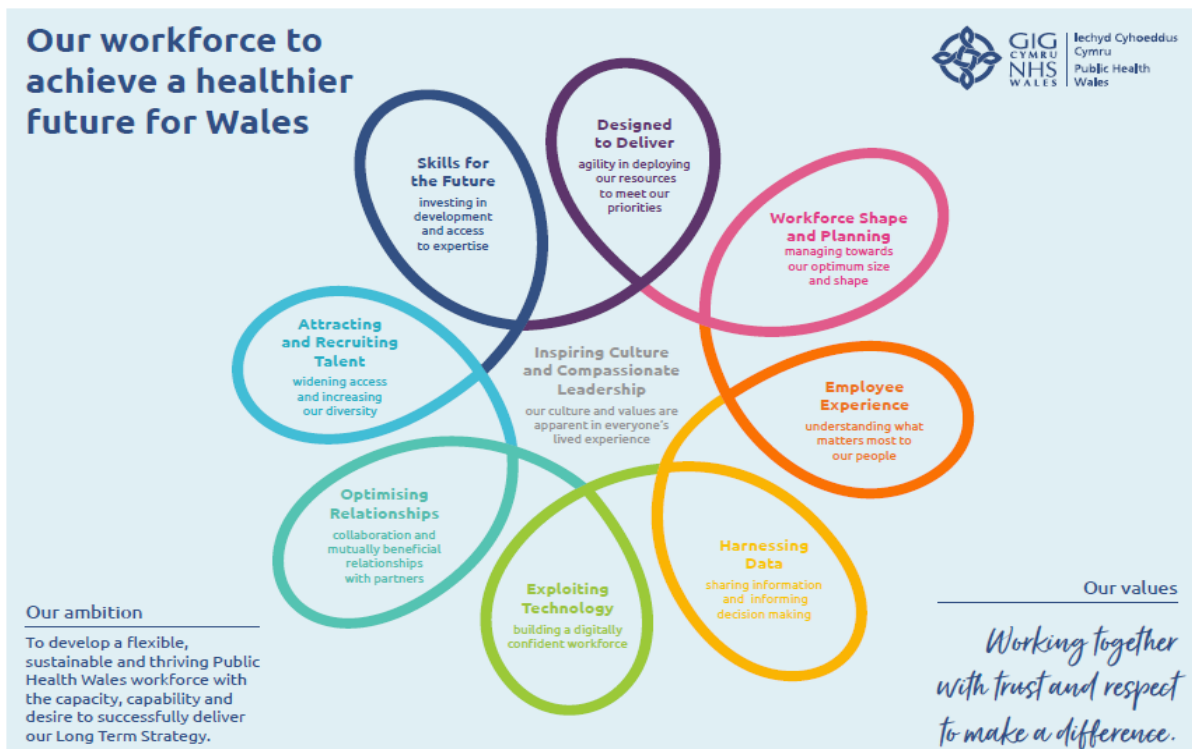 Our workforce to
achieve a healthier
future for Wales
GIG
CYMRU
NHS
WALES
Iechyd Cyhoeddus
Cymru
Public Health
Wales
Designed
to Deliver
agility in deploying
our resources
to meet our
priorities
Skills for
the Future
investing in
development
and access
to expertise
Workforce Shape
and Planning
managing towards
our optimum size
and shape
Attracting
and Recruiting
Talent
widening access
and increasing
our diversity
Inspiring Culture
and Compassionate
Leadership
our culture and values are
apparent in everyone's
lived experience
Employee
Experience
understanding what
matters most to
our people
Optimising
Relationships
collaboration and
mutually beneficial
relationships
with partners
Harnessing
Data
sharing information
and informing
decision making
Exploiting
Technology
building a digitally
confident workforce
Our ambition
To develop a flexible,
sustainable and thriving Public
Health Wales workforce with
the capacity, capability and
desire to successfully deliver
our Long Term Strategy.
Our values
Working together
with trust and respect
to make a difference.